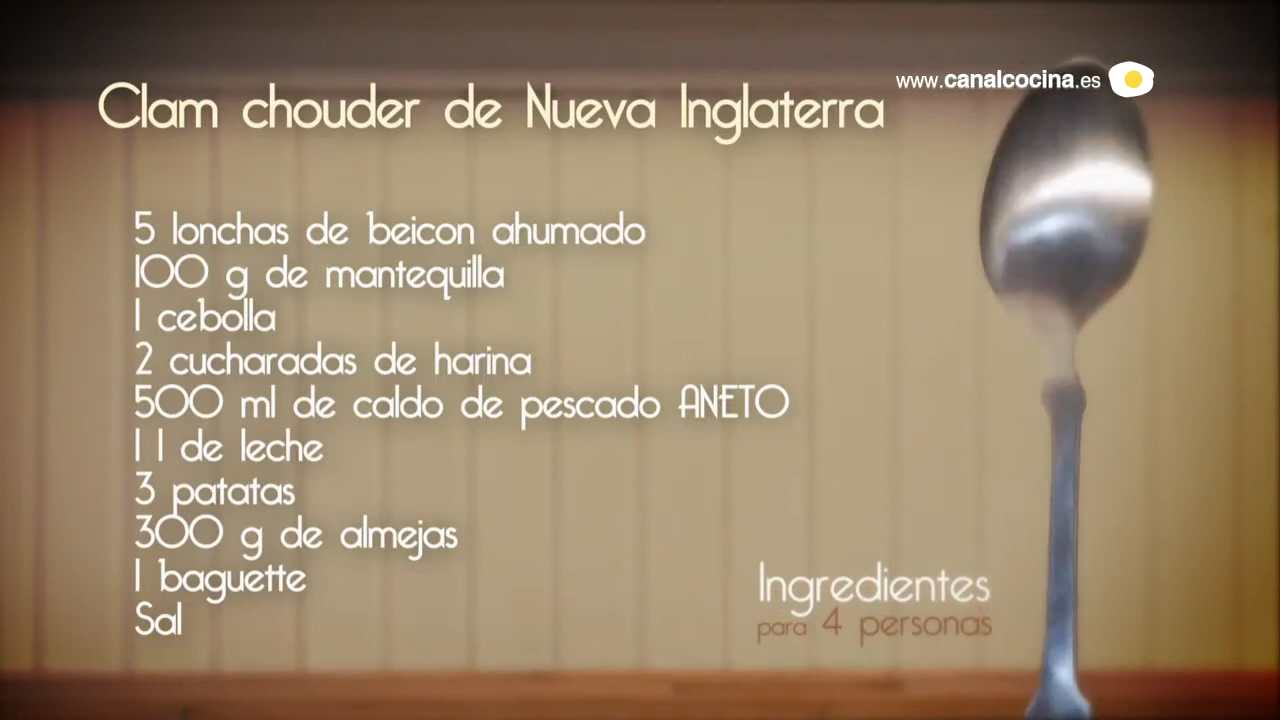 www.canalcocina.es
Clam chouder de Nueva Inglaterra
5 lonchas de beicon ahumado
100 g de mantequilla
1 cebolla
2 cucharadas de harina
500 ml de caldo de pescado ANETO
1 l de leche
3 patatas
300 g de almejas
1 baguette
Sal
Ingredientes
para 4 personas